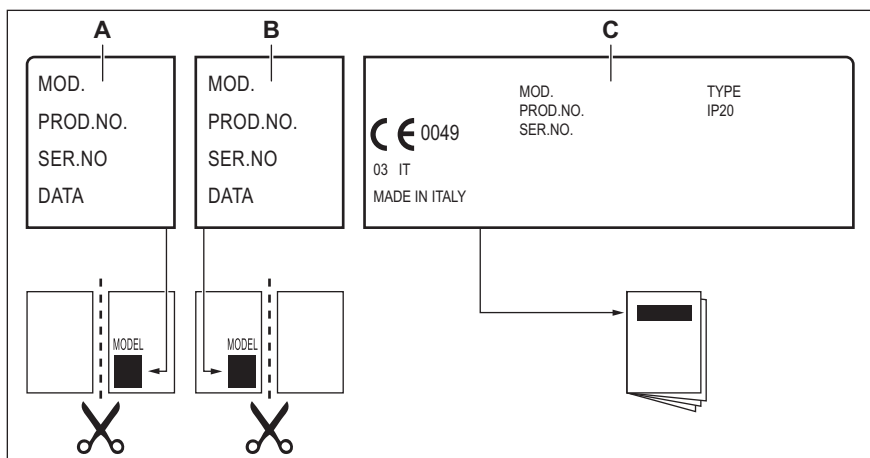 A
B
C
MOD.
PROD.NO.
SER.NO
DATA
MOD.
PROD.NO.
SER.NO
DATA
MOD.
PROD.NO.
SER.NO.
TYPE
IP20
CE 0049
03 IT
MADE IN ITALY
MODEL
MODEL